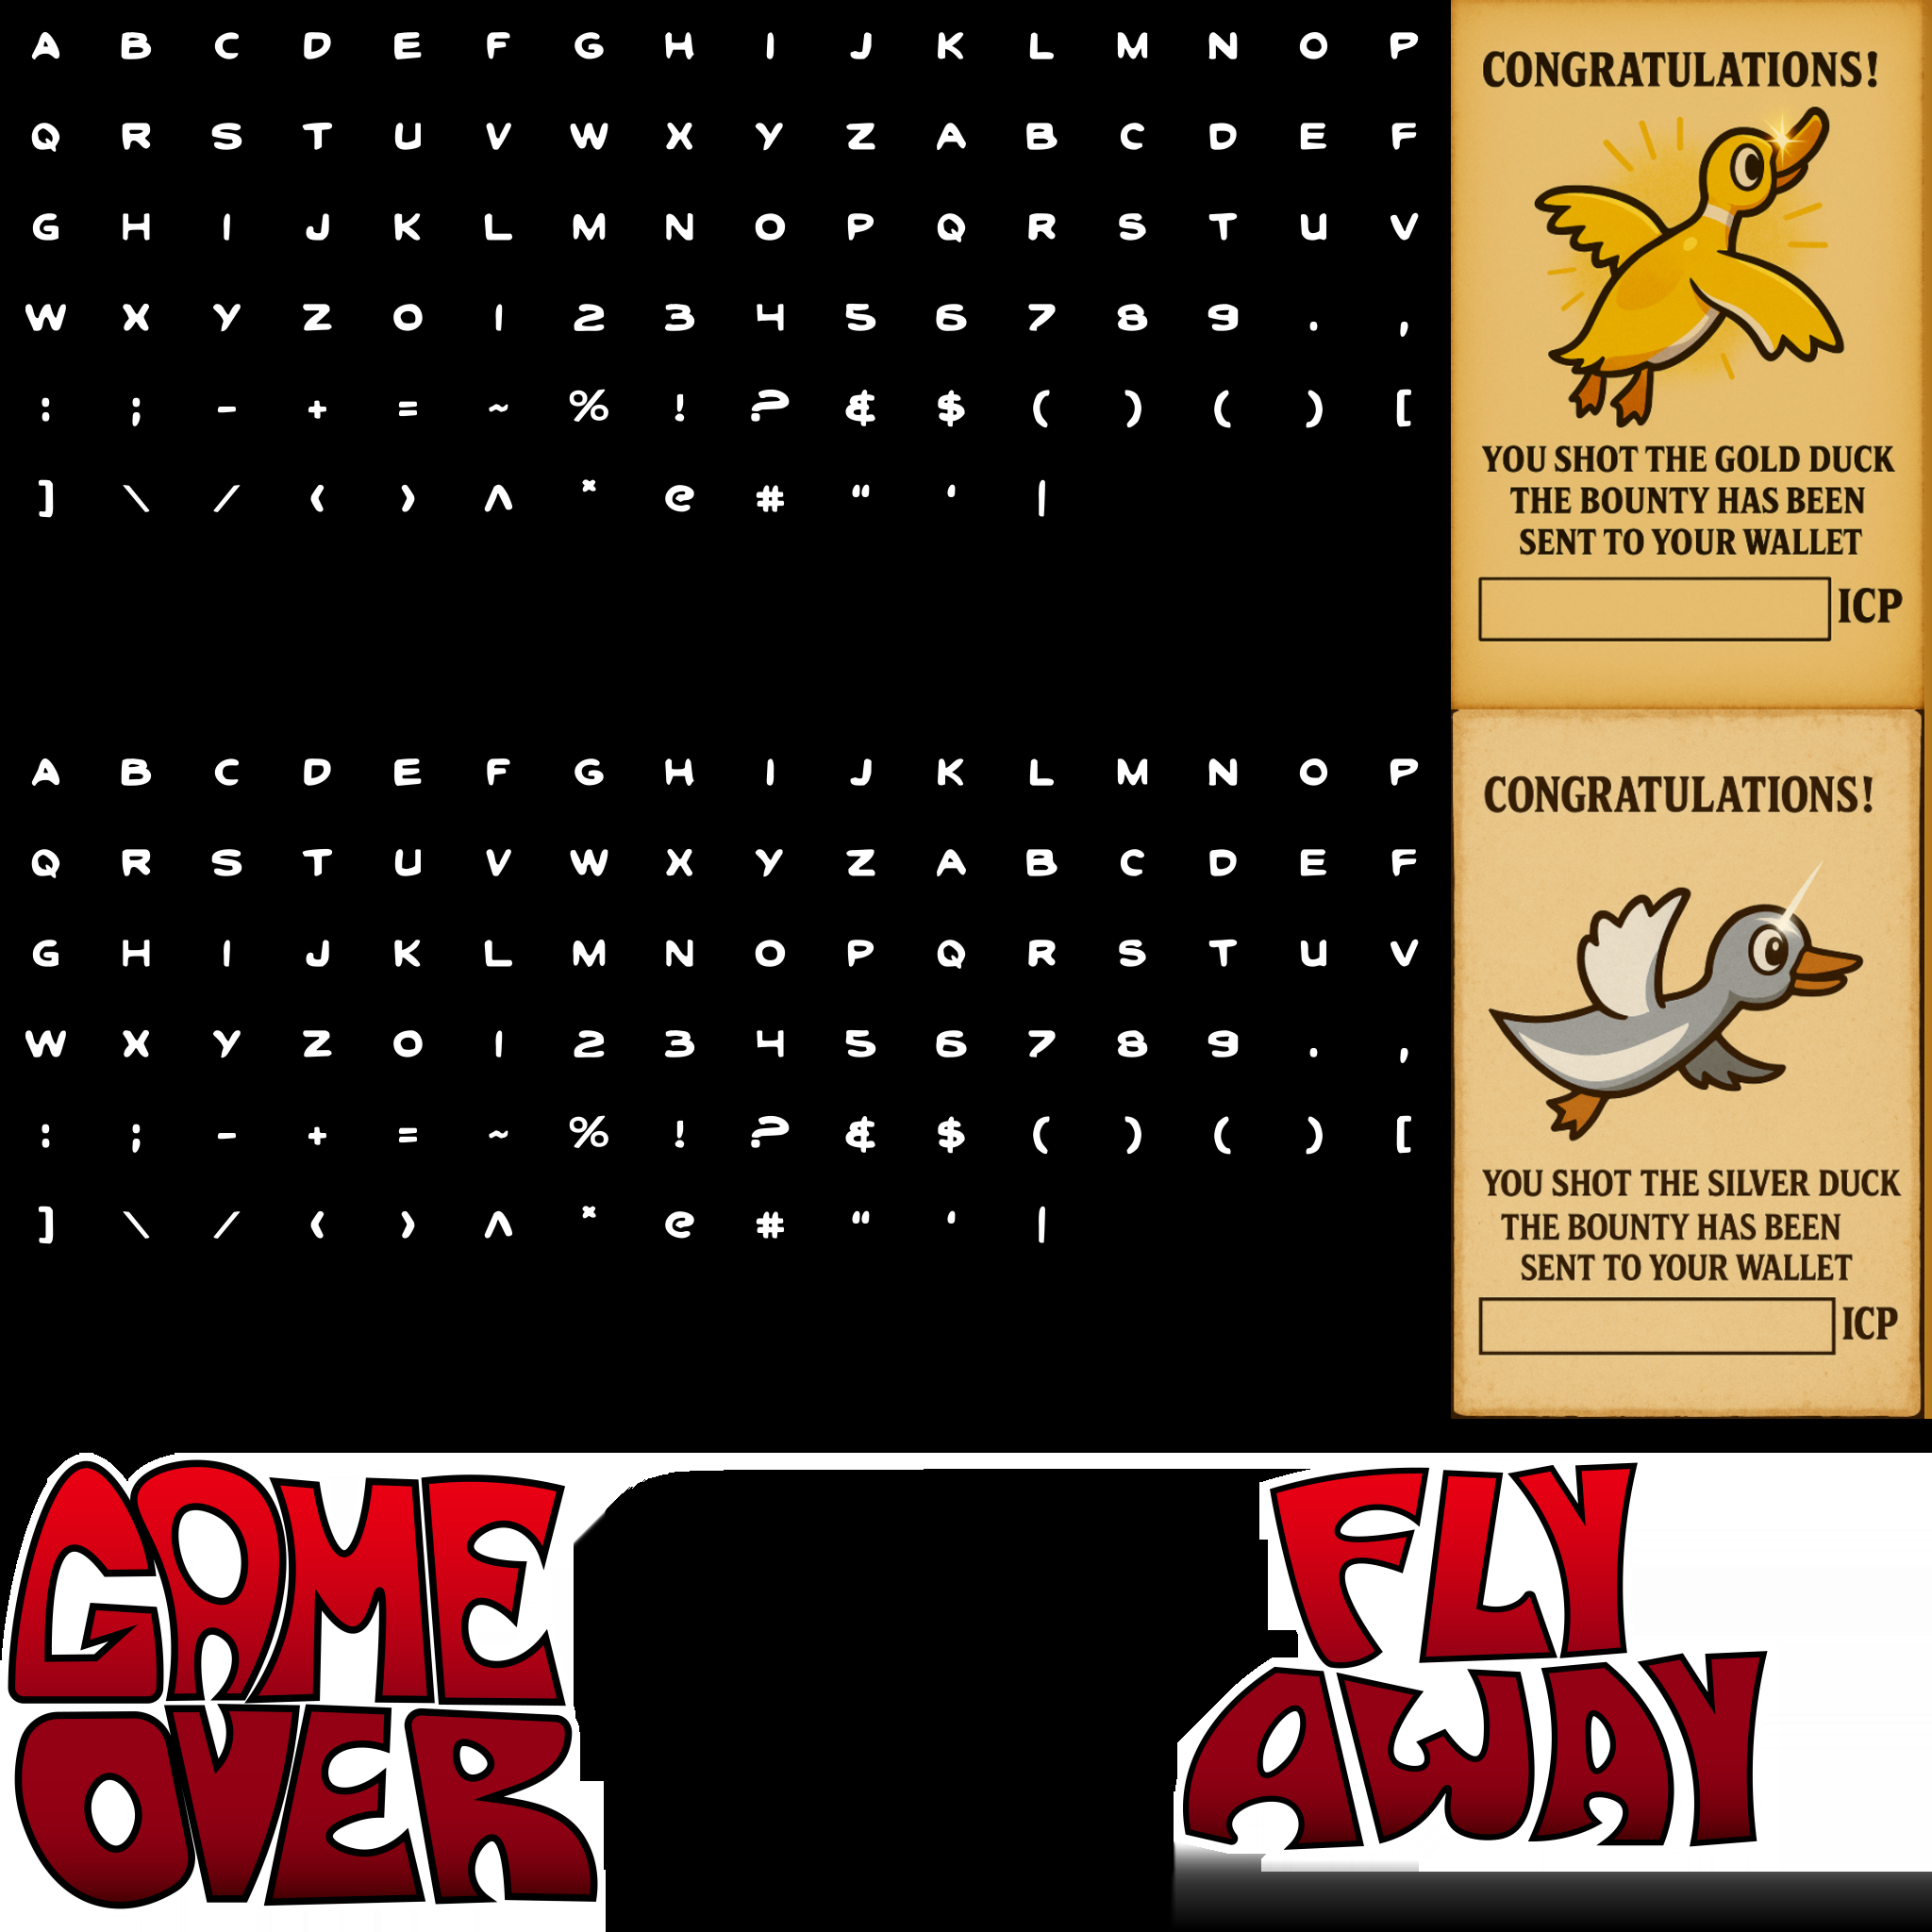 A B C D E F G H I J K L M N O P
Q R S T U V W X Y Z A B C D E F
G H I J K L M N O P Q R S T U V
W X Y Z 0 1 2 3 4 5 6 7 8 9 . ,
: ; - + = ~ % ! ? & $ ( ) ( ) [
] \ / < > ^ * @ # " ' |
CONGRATULATIONS!
YOU SHOT THE GOLD DUCK
THE BOUNTY HAS BEEN
SENT TO YOUR WALLET
ICP
A B C D E F G H I J K L M N O P
Q R S T U V W X Y Z A B C D E F
G H I J K L M N O P Q R S T U V
W X Y Z 0 1 2 3 4 5 6 7 8 9 . ,
: ; - + = ~ % ! ? & $ ( ) ( ) [
] \ / < > ^ * @ # " ' |
CONGRATULATIONS!
YOU SHOT THE SILVER DUCK
THE BOUNTY HAS BEEN
SENT TO YOUR WALLET
ICP
GAME
OVER
FLY
AWAY